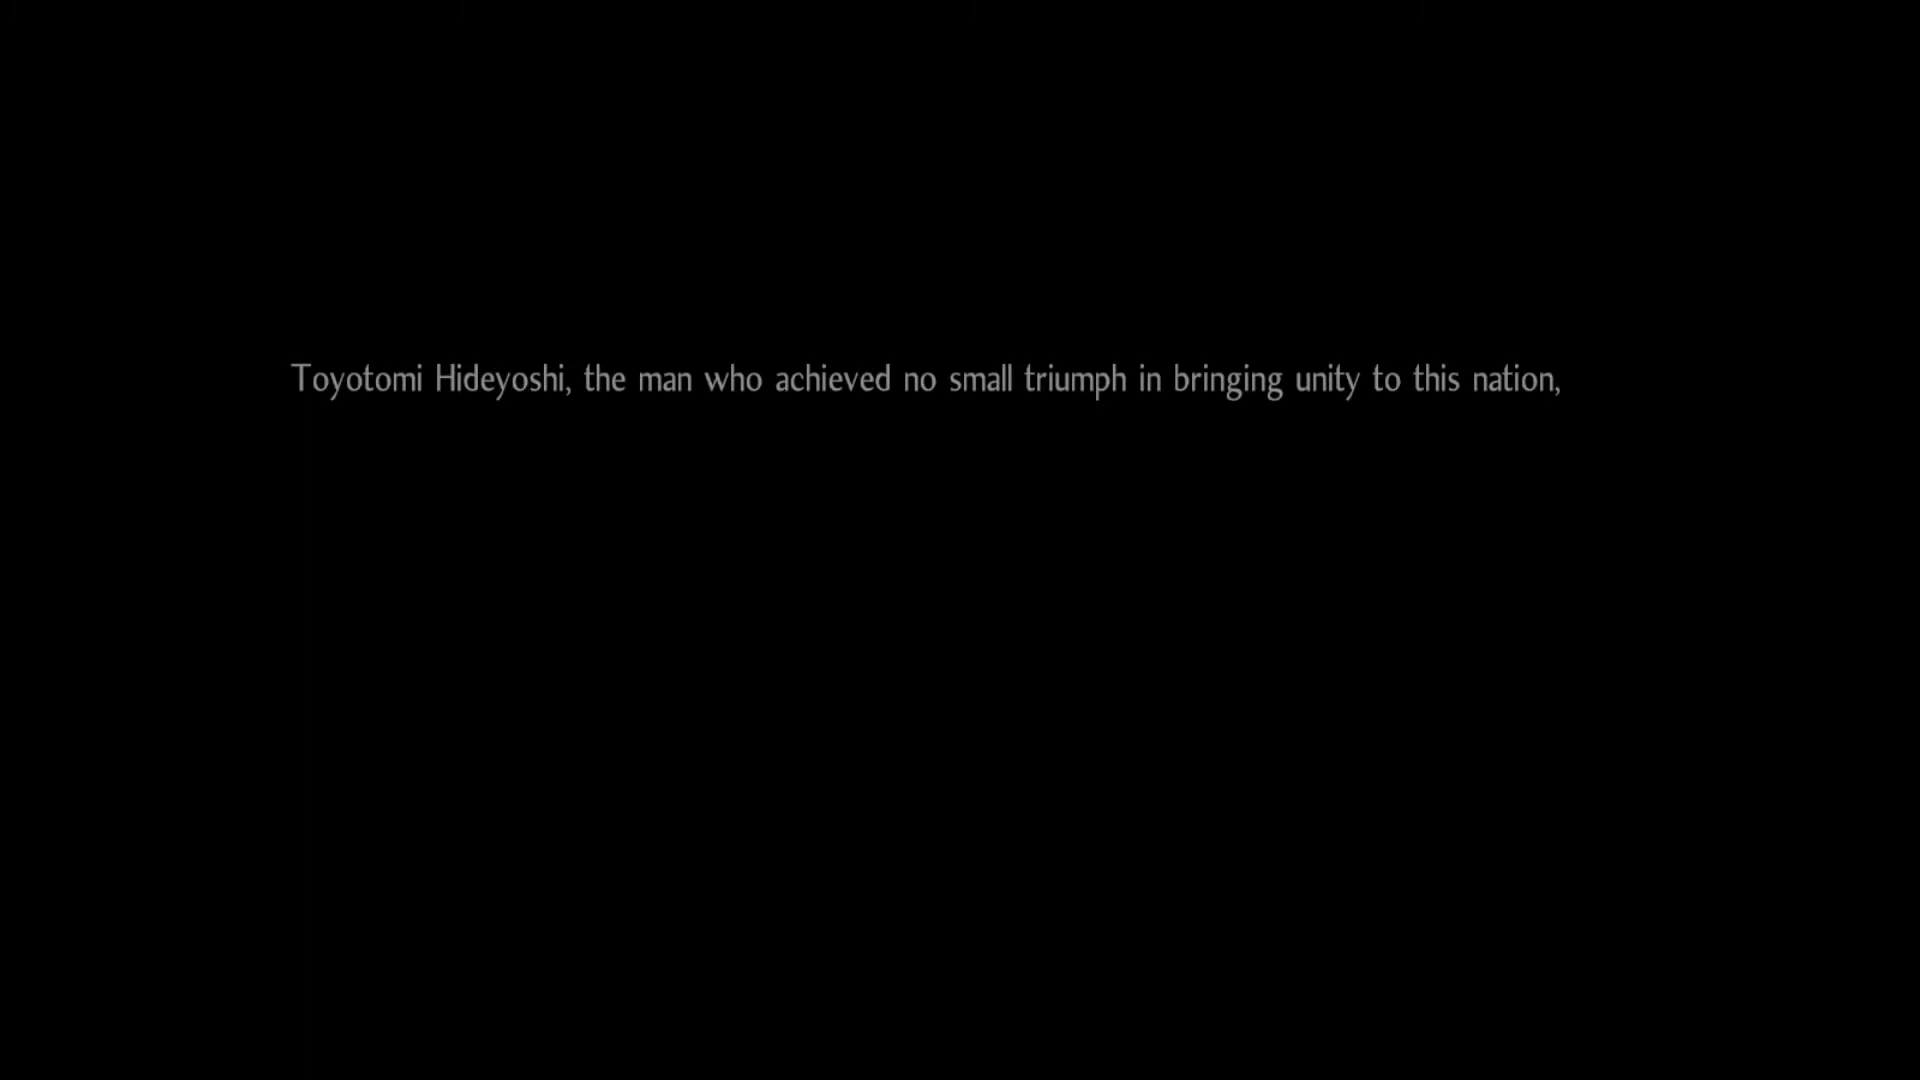 Toyotomi Hideyoshi, the man who achieved no small triumph in bringing unity to this nation,